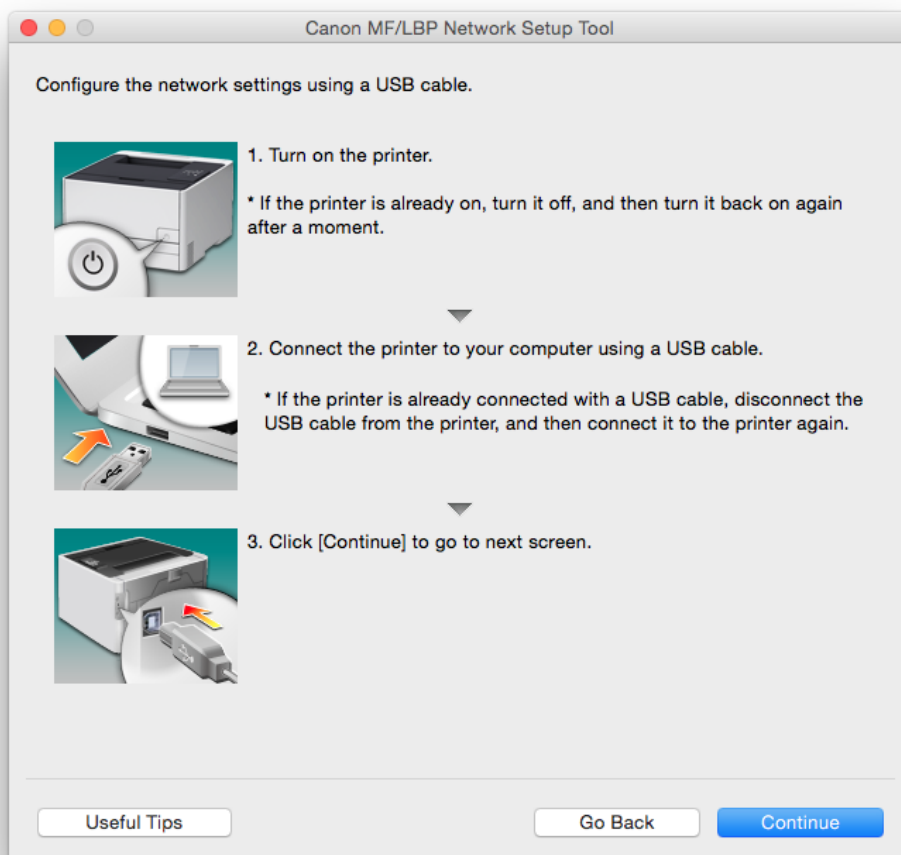 Canon MF/LBP Network Setup Tool
Configure the network settings using a USB cable.
1. Turn on the printer.
* If the printer is already on, turn it off, and then turn it back on again
after a moment.
2. Connect the printer to your computer using a USB cable.
* If the printer is already connected with a USB cable, disconnect the
USB cable from the printer, and then connect it to the printer again.
3. Click [Continue] to go to next screen.
Useful Tips
Go Back
Continue